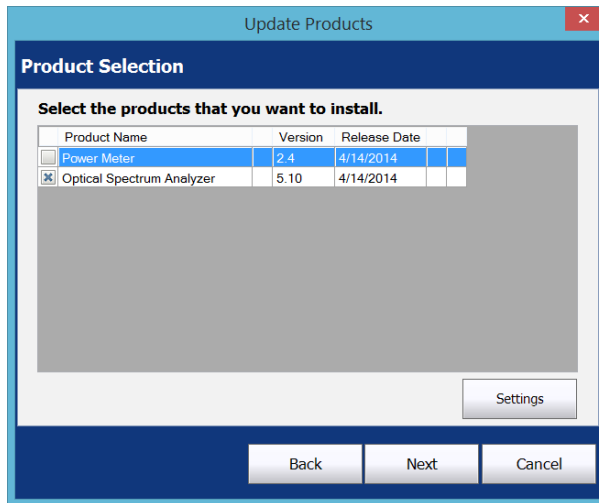 Update Products
Product Selection
Select the products that you want to install.
Product Name Version Release Date
Power Meter 2.4 4/14/2014
Optical Spectrum Analyzer 5.10 4/14/2014
Settings
Back Next Cancel